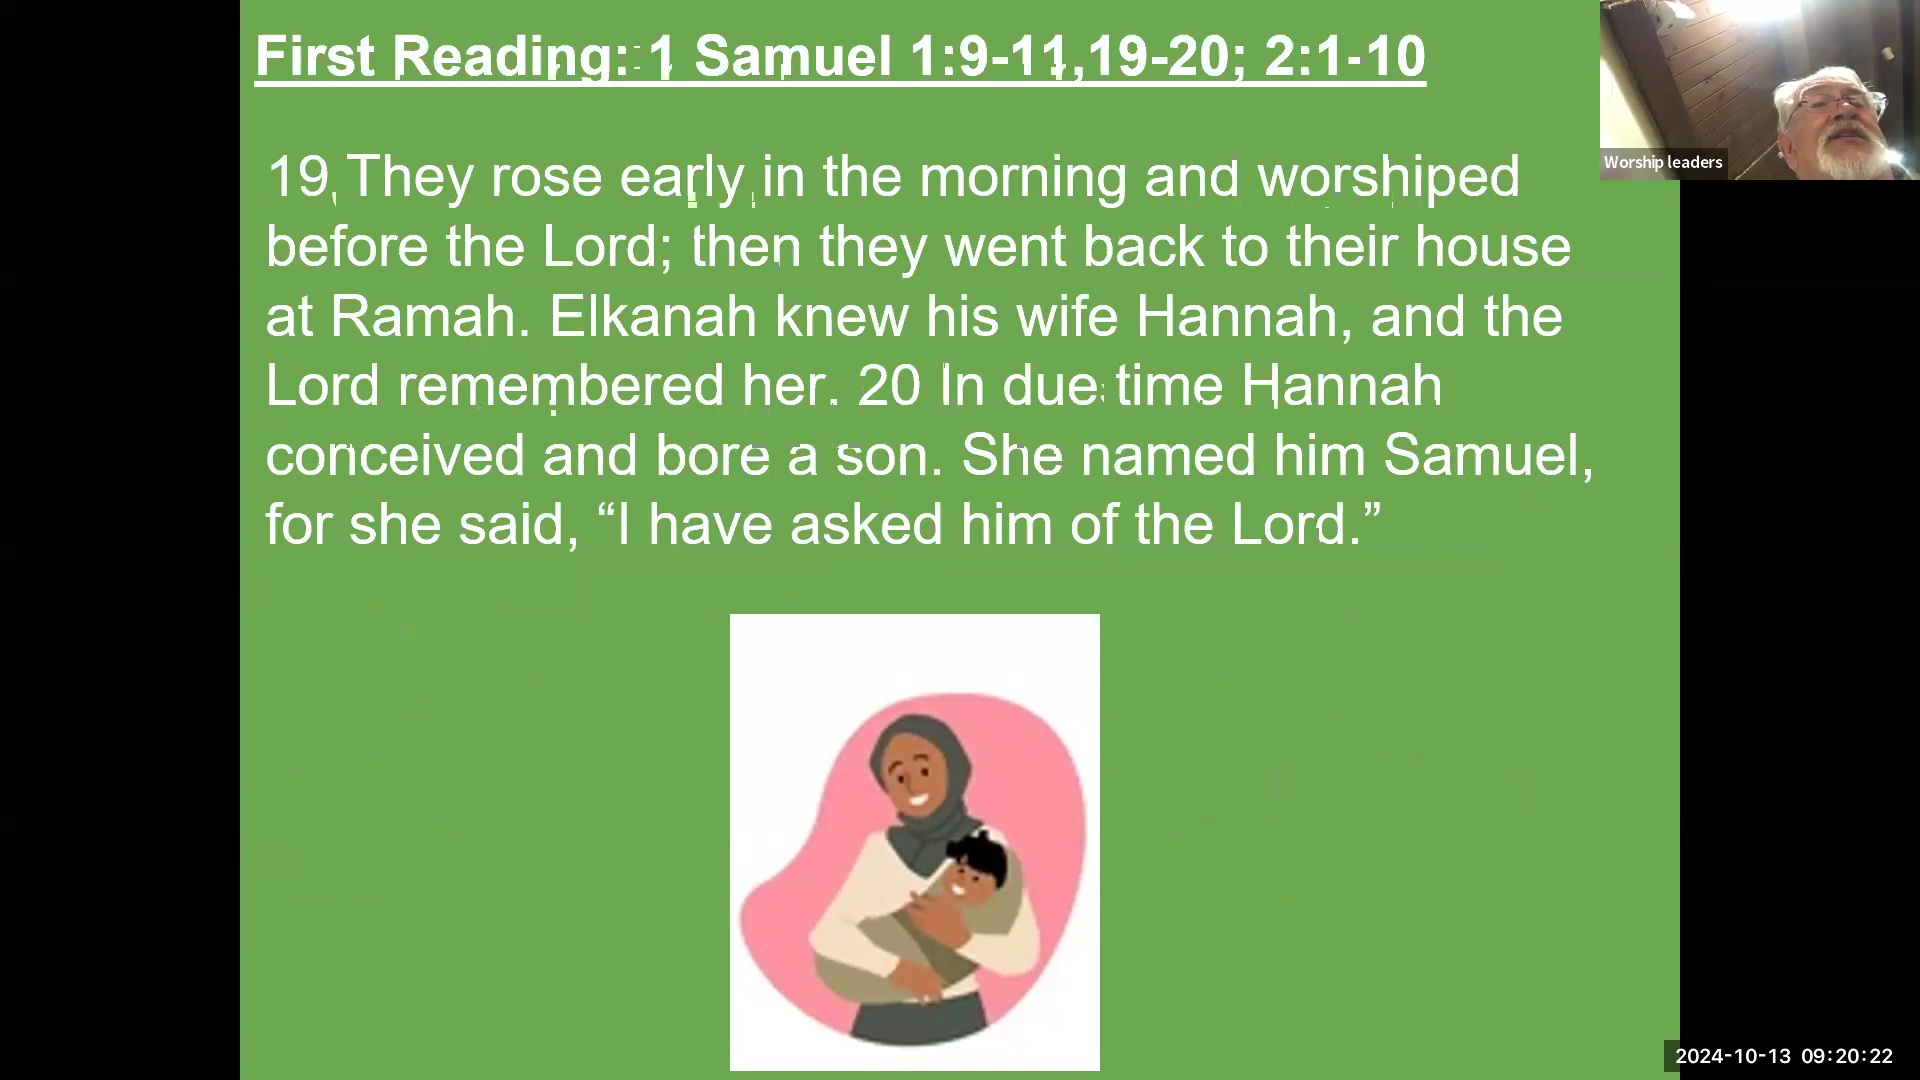 First Reading: 1 Samuel 1:9-11,19-20; 2:1-10
Worship leaders
19 They rose early in the morning and worshiped
before the Lord; then they went back to their house
at Ramah. Elkanah knew his wife Hannah, and the
Lord remembered her. 20 In due time Hannah
conceived and bore a son. She named him Samuel,
for she said, “I have asked him of the Lord.”
2024-10-13 09:20:22